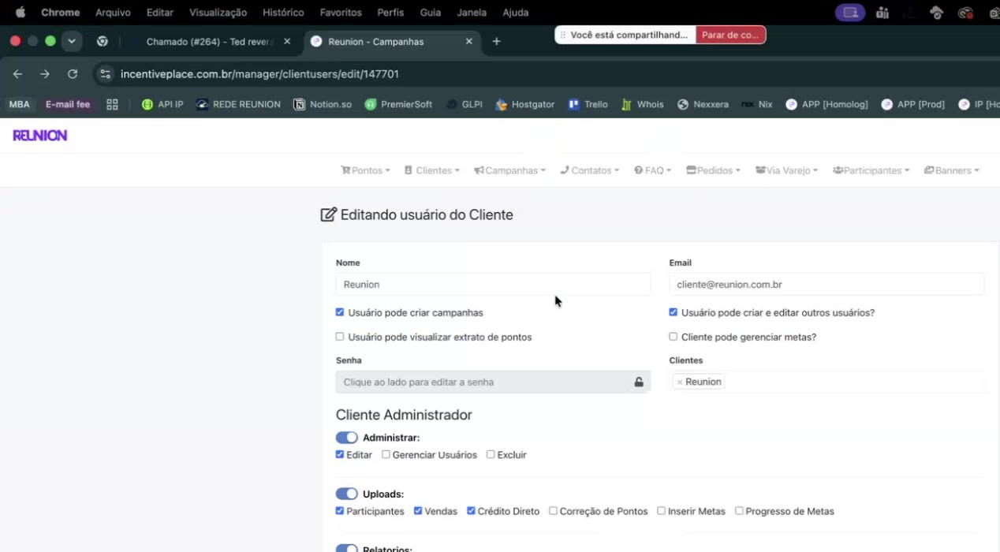 Chrome Arquivo Editar Visualização Histórico Favoritos Perfis Guia Janela Ajuda
Chamado (#264) - Ted rever Reunion - Campanhas Você está compartilhand... Parar de co...
incentiveplace.com.br/manager/clientusers/edit/147701
MBA E-mail fee API IP REDE REUNION Notion.so PremierSoft GLPI Hostgator Trello Whois Nexxera Nix APP [Homolog] APP [Prod] IP [Ho
REUNION
Pontos Clientes Campanhas Contatos FAQ Pedidos Via Varejo Participantes Banners
Editando usuário do Cliente
Nome Email
Reunion cliente@reunion.com.br
Usuário pode criar campanhas Usuário pode criar e editar outros usuários?
Usuário pode visualizar extrato de pontos Cliente pode gerenciar metas?
Senha Clientes
Clique ao lado para editar a senha × Reunion
Cliente Administrador
Administrar:
Editar Gerenciar Usuários Excluir
Uploads:
Participantes Vendas Crédito Direto Correção de Pontos Inserir Metas Progresso de Metas
Relatorios: